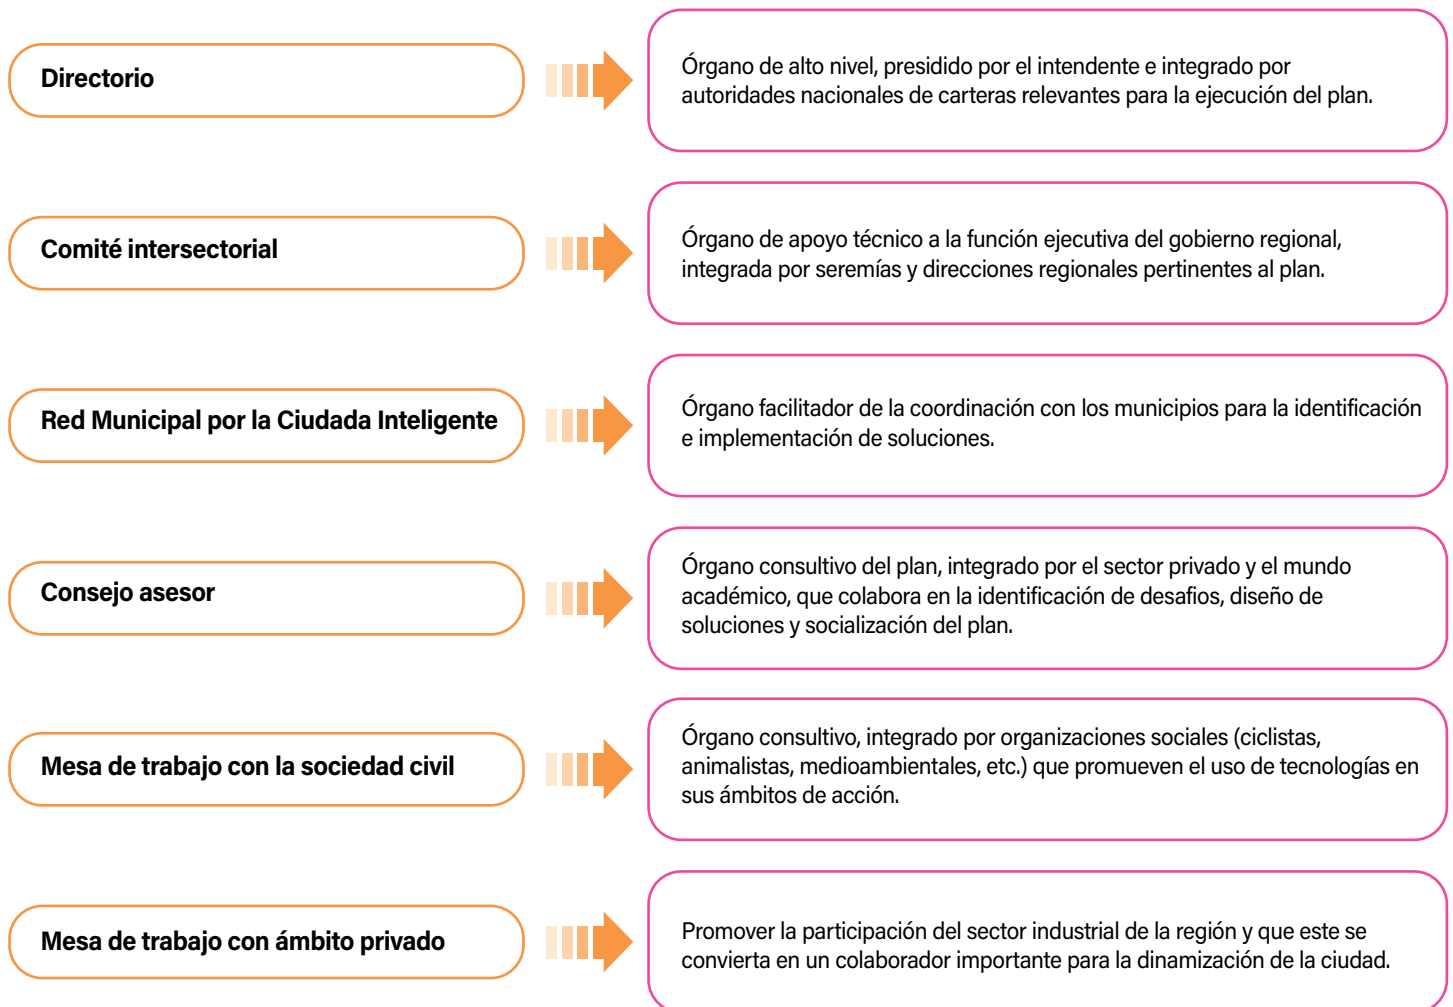 Directorio
Órgano de alto nivel, presidido por el intendente e integrado por
autoridades nacionales de carteras relevantes para la ejecución del plan.
Comité intersectorial
Órgano de apoyo técnico a la función ejecutiva del gobierno regional,
integrada por seremías y direcciones regionales pertinentes al plan.
Red Municipal por la Ciudada Inteligente
Órgano facilitador de la coordinación con los municipios para la identificación
e implementación de soluciones.
Consejo asesor
Órgano consultivo del plan, integrado por el sector privado y el mundo
académico, que colabora en la identificación de desafios, diseño de
soluciones y socialización del plan.
Mesa de trabajo con la sociedad civil
Órgano consultivo, integrado por organizaciones sociales (ciclistas,
animalistas, medioambientales, etc.) que promueven el uso de tecnologías en
sus ámbitos de acción.
Mesa de trabajo con ámbito privado
Promover la participación del sector industrial de la región y que este se
convierta en un colaborador importante para la dinamización de la ciudad.